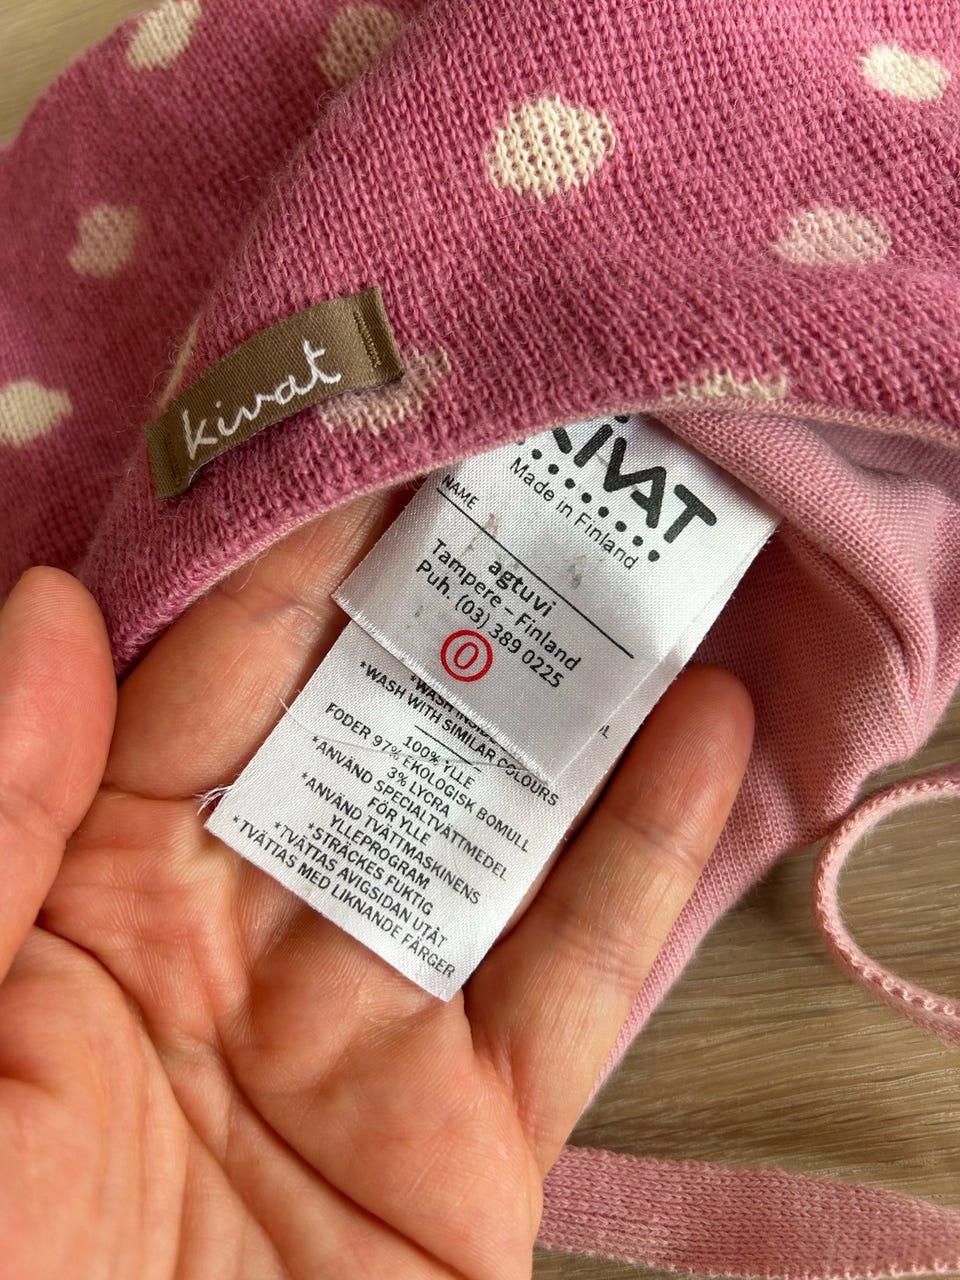 kivat
KiVAT
Made in Finland
NAME
agtuvi
Tampere – Finland
Puh. (03) 389 0225
0
*WASH
*WASH WITH SIMILAR COLOURS
100% YLLE
FODER 97% EKOLOGISK BOMULL
3% LYCRA
*ANVÄND SPECIALTVÄTTMEDEL
FÖR YLLE
*ANVÄND TVÄTTMASKINENS
YLLEPROGRAM
*STRÄCKES FUKTIG
*TVÄTTAS AVIGSIDAN UTÅT
*TVÄTTAS MED LIKNANDE FÄRGER